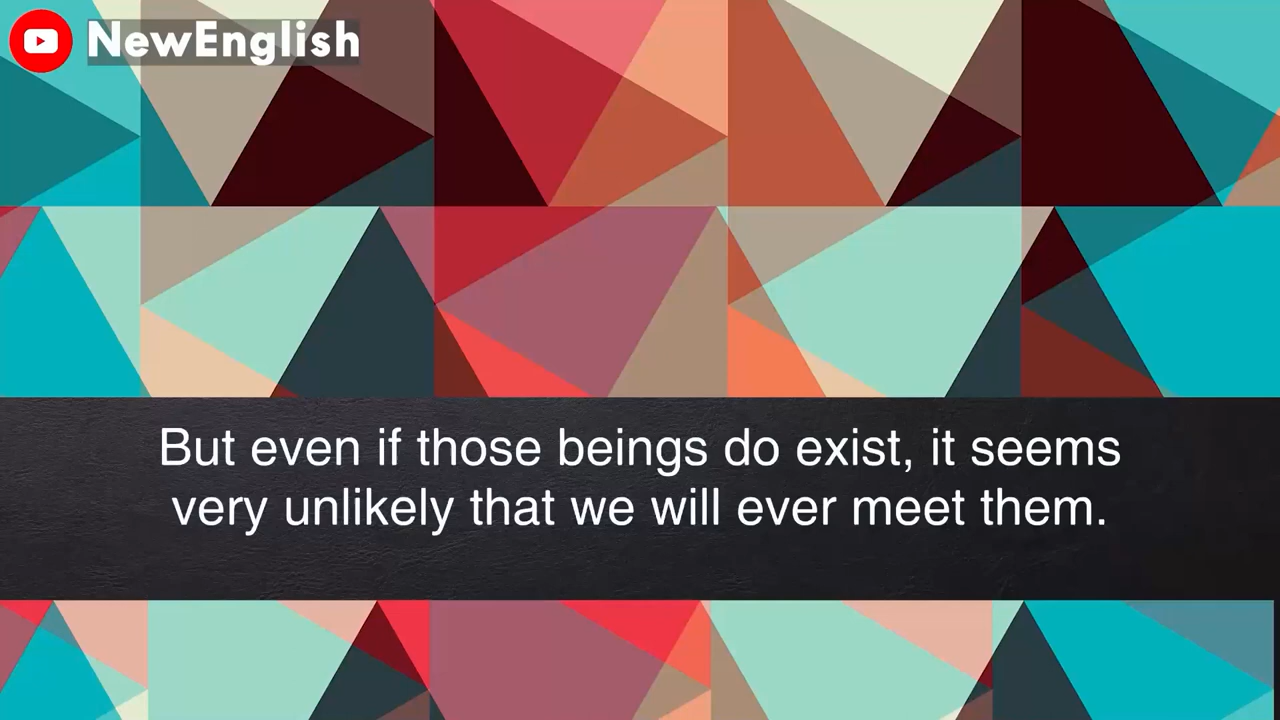 NewEnglish
But even if those beings do exist, it seems
very unlikely that we will ever meet them.